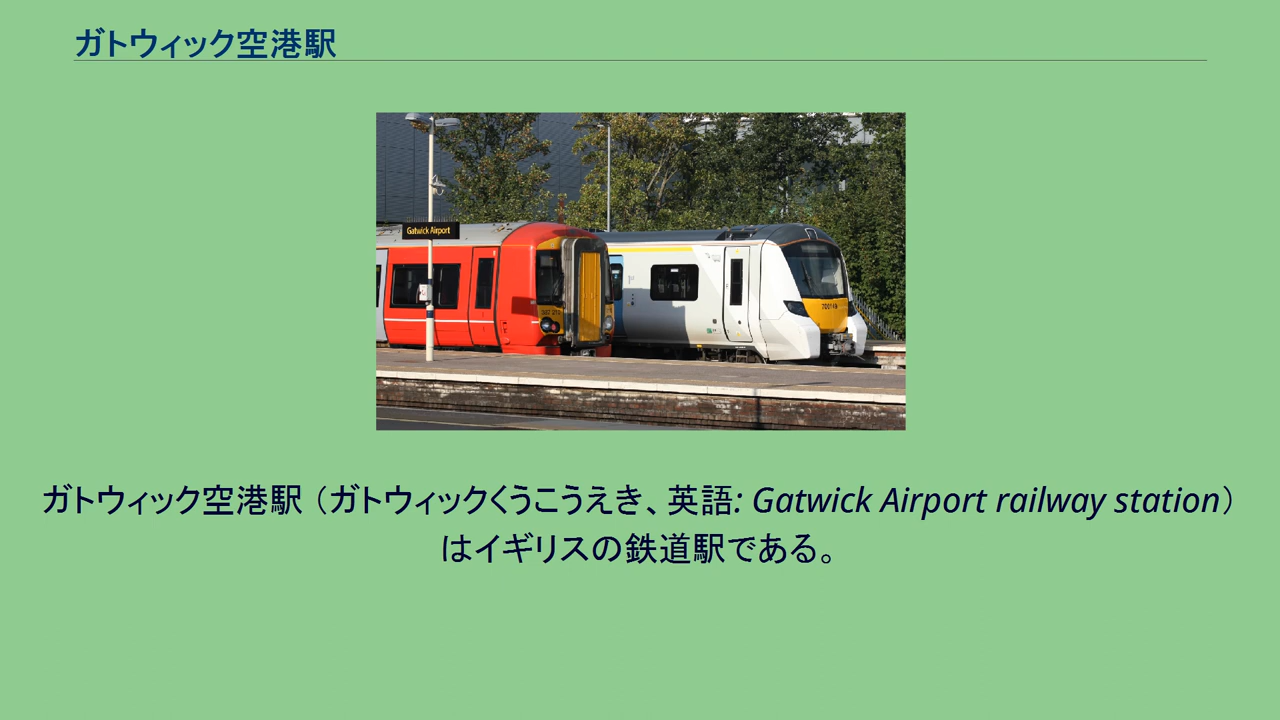 ガトウィック空港駅
Gatwick Airport
ガトウィック空港駅（ガトウィックくうこうえき、英語: Gatwick Airport railway station）
はイギリスの鉄道駅である。